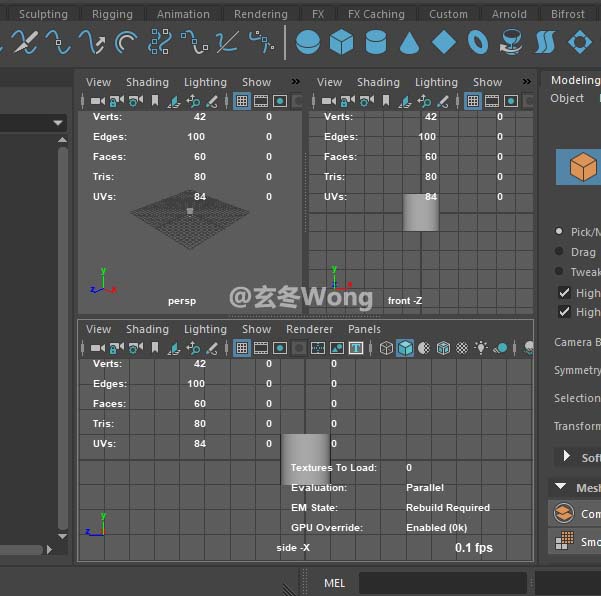 Sculpting Rigging Animation Rendering FX FX Caching Custom Arnold Bifrost
Modeling
Object
View Shading Lighting Show »
Verts: 42 0
Edges: 100 0
Faces: 60 0
Tris: 80 0
UVs: 84 0
y
z x
persp
View Shading Lighting Show »
Verts: 42 0
Edges: 100 0
Faces: 60 0
Tris: 80 0
UVs: 84 0
y
z x
front -Z
@玄冬Wong
Pick/M
Drag
Tweak
High
High
Camera B
Symmetry
Selection
Transform
Soft
Mesh
Com
Smo
View Shading Lighting Show Renderer Panels
Verts: 42 0 0
Edges: 100 0 0
Faces: 60 0 0
Tris: 80 0 0
UVs: 84 0 0
Textures To Load: 0
Evaluation: Parallel
EM State: Rebuild Required
GPU Override: Enabled (0k)
y
z
side -X
0.1 fps
MEL